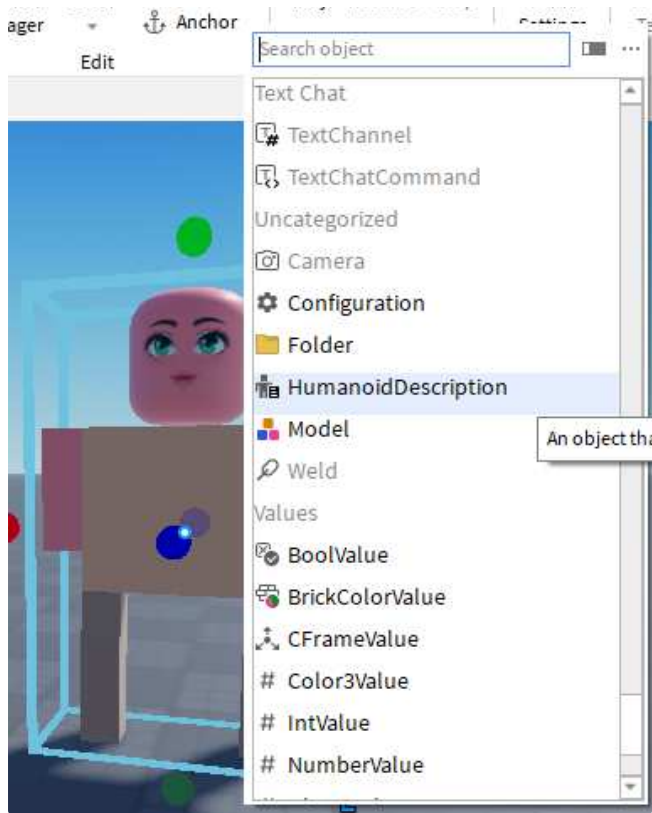 ager
Anchor
Edit
Search object
Text Chat
TextChannel
TextChatCommand
Uncategorized
Camera
Configuration
Folder
HumanoidDescription
An object tha
Model
Weld
Values
BoolValue
BrickColorValue
CFrameValue
Color3Value
IntValue
NumberValue